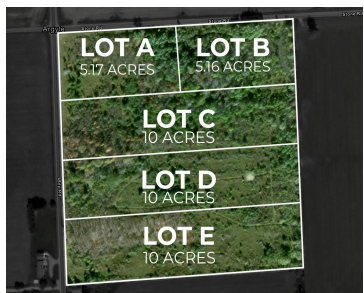 Argyle
LOT A
5.17 ACRES
LOT B
5.16 ACRES
LOT C
10 ACRES
LOT D
10 ACRES
LOT E
10 ACRES